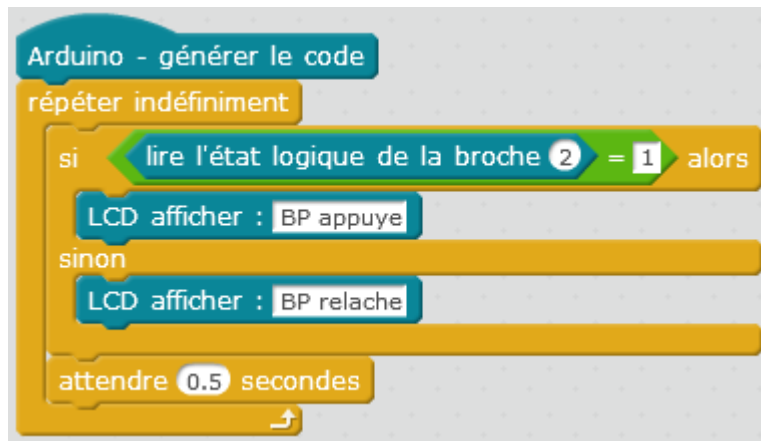 Arduino - générer le code
répéter indéfiniment
si lire l'état logique de la broche 2 = 1 alors
LCD afficher : BP appuye
sinon
LCD afficher : BP relache
attendre 0.5 secondes